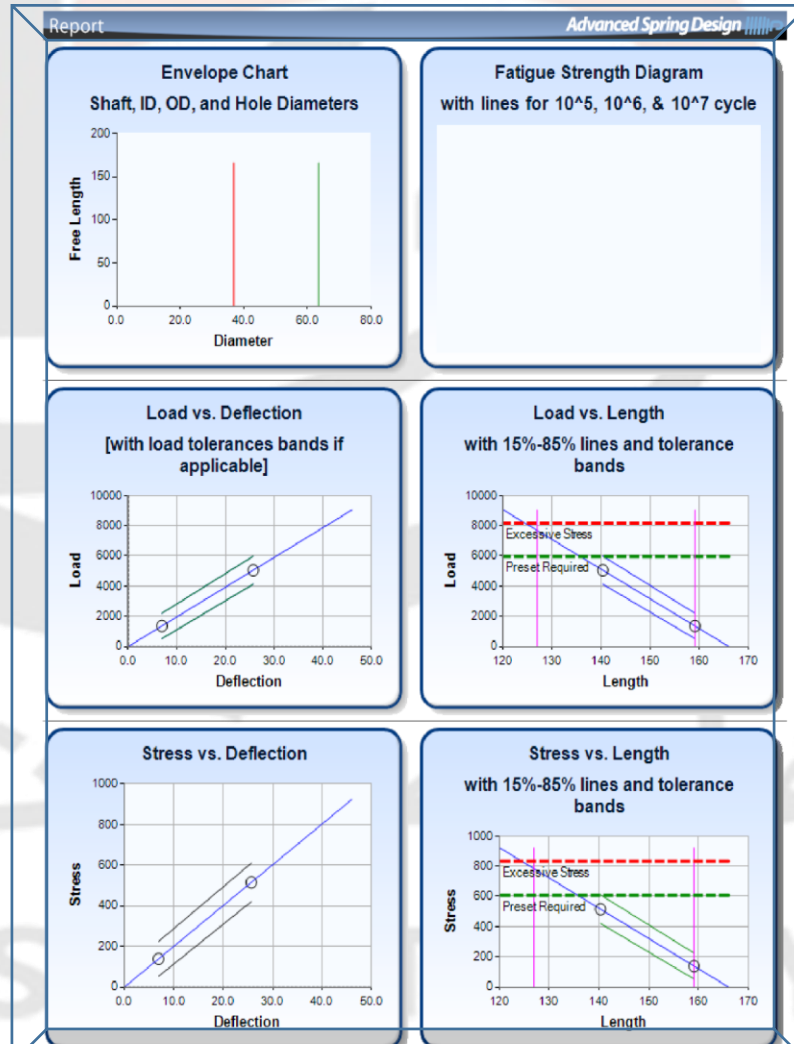 Report
Advanced Spring Design
Envelope Chart
Shaft, ID, OD, and Hole Diameters
Free Length
200
150
100
50
0
0.0 20.0 40.0 60.0 80.0
Diameter
Fatigue Strength Diagram
with lines for 10^5, 10^6, & 10^7 cycle
Load vs. Deflection
[with load tolerances bands if
applicable]
Load
10000
8000
6000
4000
2000
0
0.0 10.0 20.0 30.0 40.0 50.0
Deflection
Load vs. Length
with 15%-85% lines and tolerance
bands
Load
10000
8000
Excessive Stress
6000
Preset Required
4000
2000
0
120 130 140 150 160 170
Length
Stress vs. Deflection
Stress
1000
800
600
400
200
0
0.0 10.0 20.0 30.0 40.0 50.0
Deflection
Stress vs. Length
with 15%-85% lines and tolerance
bands
Stress
1000
800
Excessive Stress
600
Preset Required
400
200
0
120 130 140 150 160 170
Length